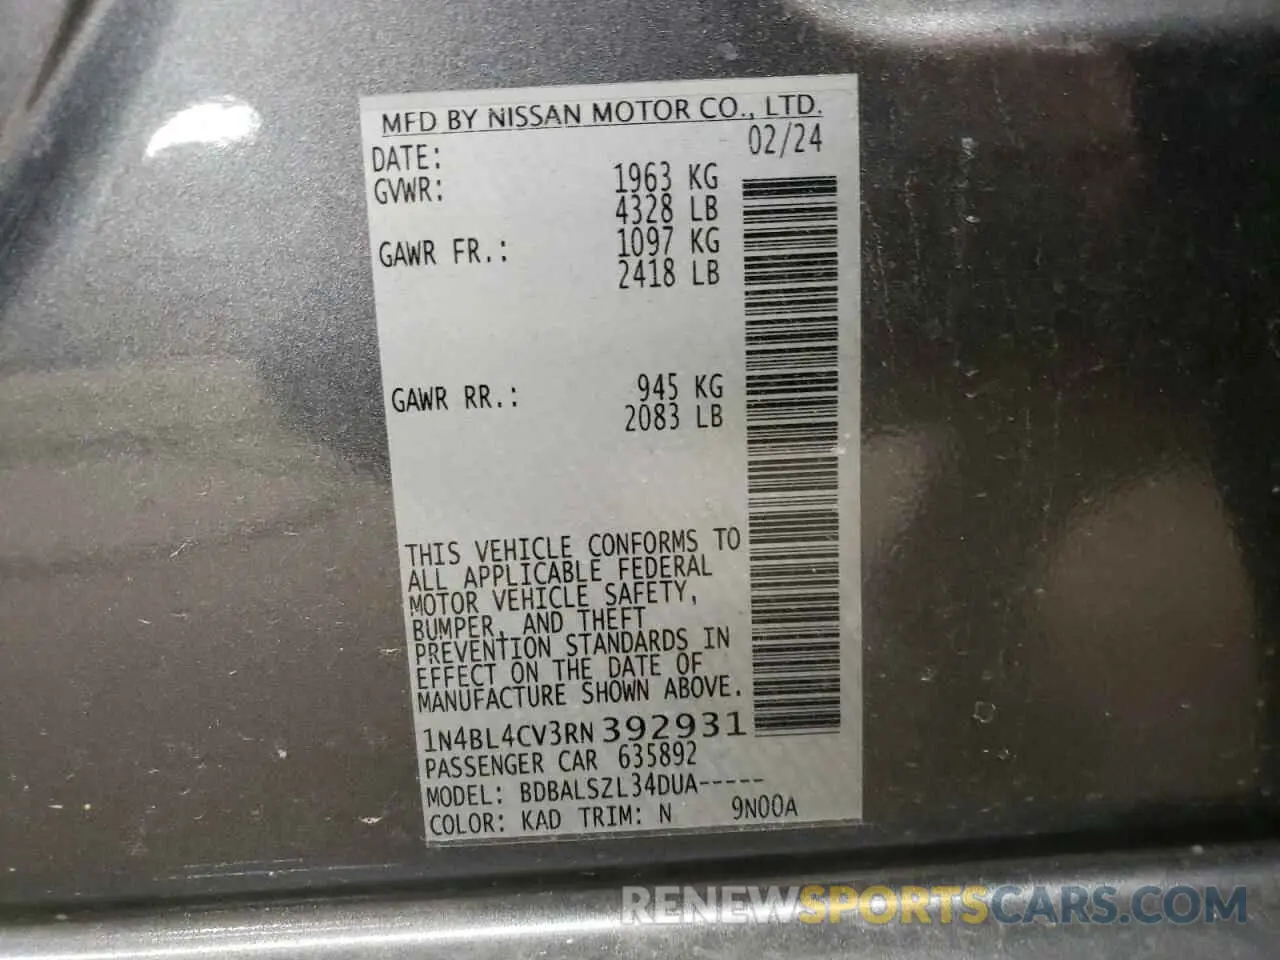 MFD BY NISSAN MOTOR CO., LTD.
DATE: 02/24
GVWR: 1963 KG
4328 LB
GAWR FR.: 1097 KG
2418 LB
GAWR RR.: 945 KG
2083 LB
THIS VEHICLE CONFORMS TO
ALL APPLICABLE FEDERAL
MOTOR VEHICLE SAFETY,
BUMPER, AND THEFT
PREVENTION STANDARDS IN
EFFECT ON THE DATE OF
MANUFACTURE SHOWN ABOVE.
1N4BL4CV3RN392931
PASSENGER CAR 635892
MODEL: BDBALSZL34DUA-----
COLOR: KAD TRIM: N 9N00A
RENEWSPORTSCARS.COM